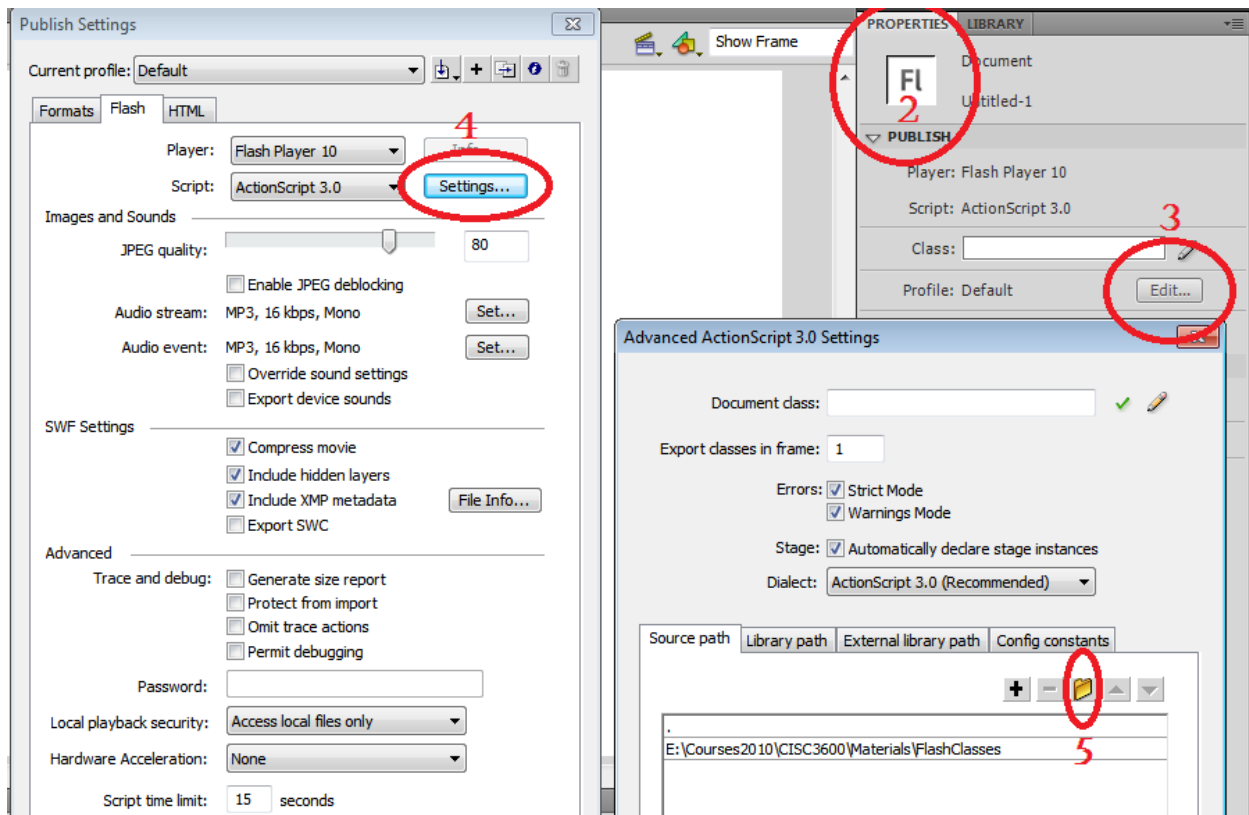 Publish Settings
Current profile: Default
Formats Flash HTML
4
Player: Flash Player 10 Info...
Script: ActionScript 3.0 Settings...
Images and Sounds
JPEG quality: 80
Enable JPEG deblocking
Audio stream: MP3, 16 kbps, Mono Set...
Audio event: MP3, 16 kbps, Mono Set...
Override sound settings
Export device sounds
SWF Settings
Compress movie
Include hidden layers
Include XMP metadata File Info...
Export SWC
Advanced
Trace and debug: Generate size report
Protect from import
Omit trace actions
Permit debugging
Password:
Local playback security: Access local files only
Hardware Acceleration: None
Script time limit: 15 seconds
Show Frame
PROPERTIES LIBRARY
Document
Fl
Untitled-1
2
PUBLISH
Player: Flash Player 10
Script: ActionScript 3.0
3
Class:
Profile: Default Edit...
Advanced ActionScript 3.0 Settings
Document class:
Export classes in frame: 1
Errors: Strict Mode
Warnings Mode
Stage: Automatically declare stage instances
Dialect: ActionScript 3.0 (Recommended)
Source path Library path External library path Config constants
.
E:\Courses2010\CISC3600\Materials\FlashClasses
5